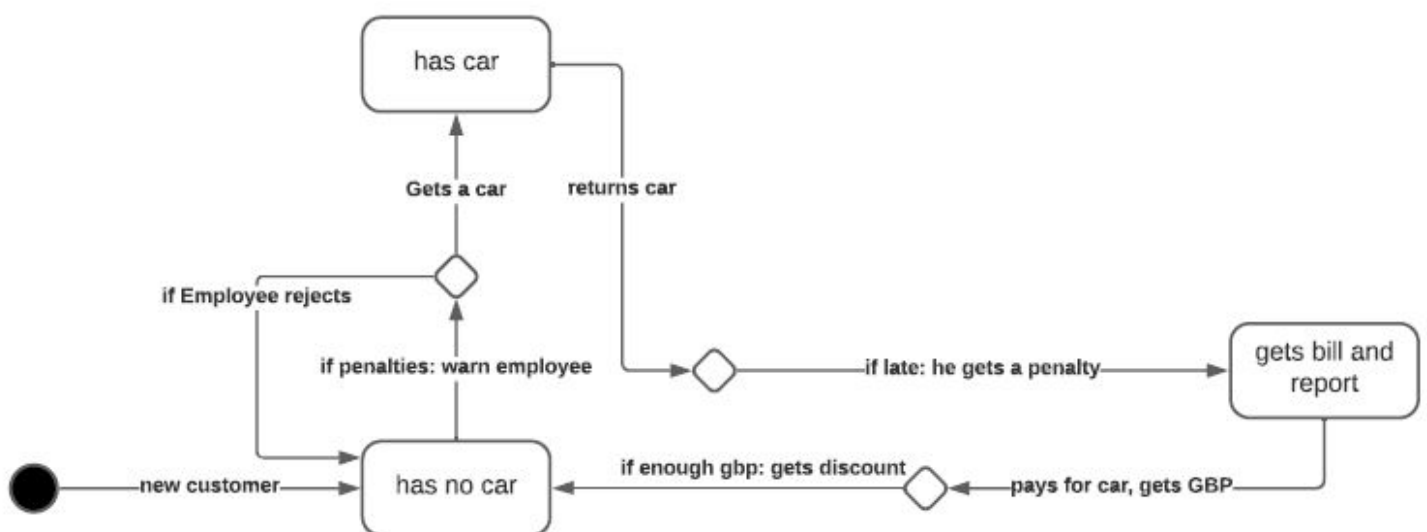 has car
Gets a car
returns car
if Employee rejects
if penalties: warn employee
if late: he gets a penalty
gets bill and
report
if enough gbp: gets discount
new customer
has no car
pays for car, gets GBP